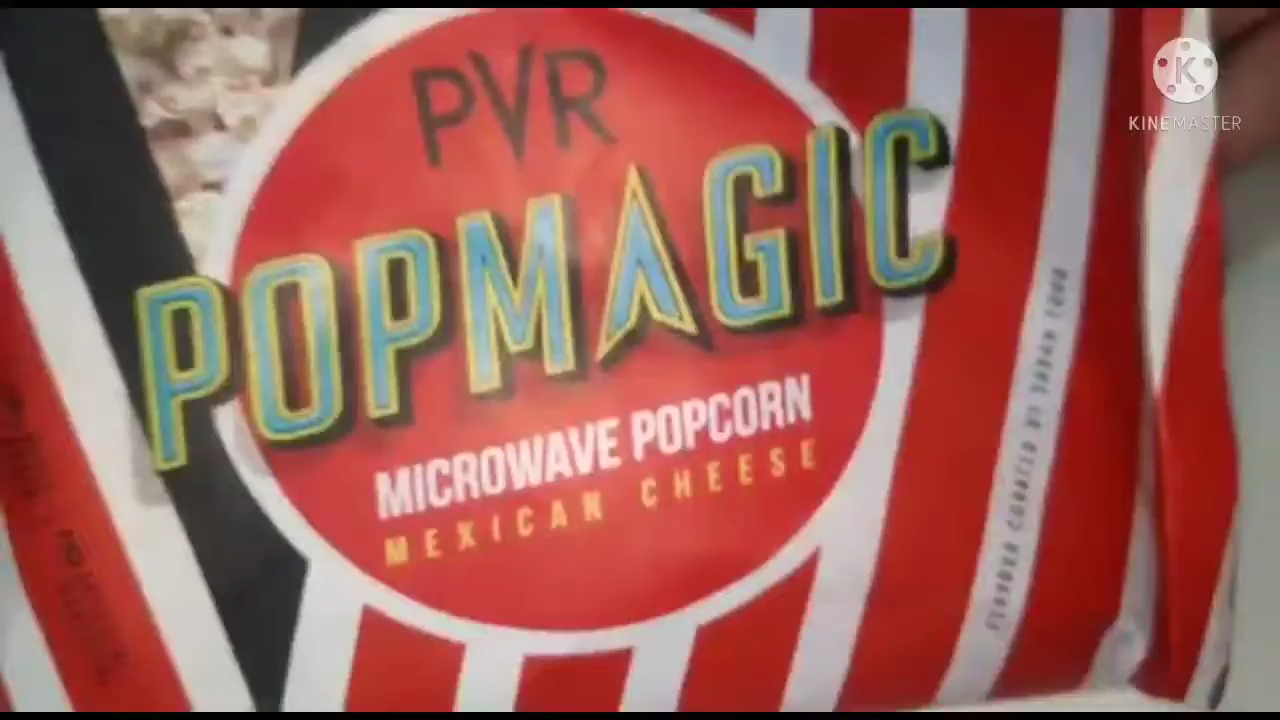 PVR
POPMAGIC
MICROWAVE POPCORN
MEXICAN CHEESE
KINEMASTER